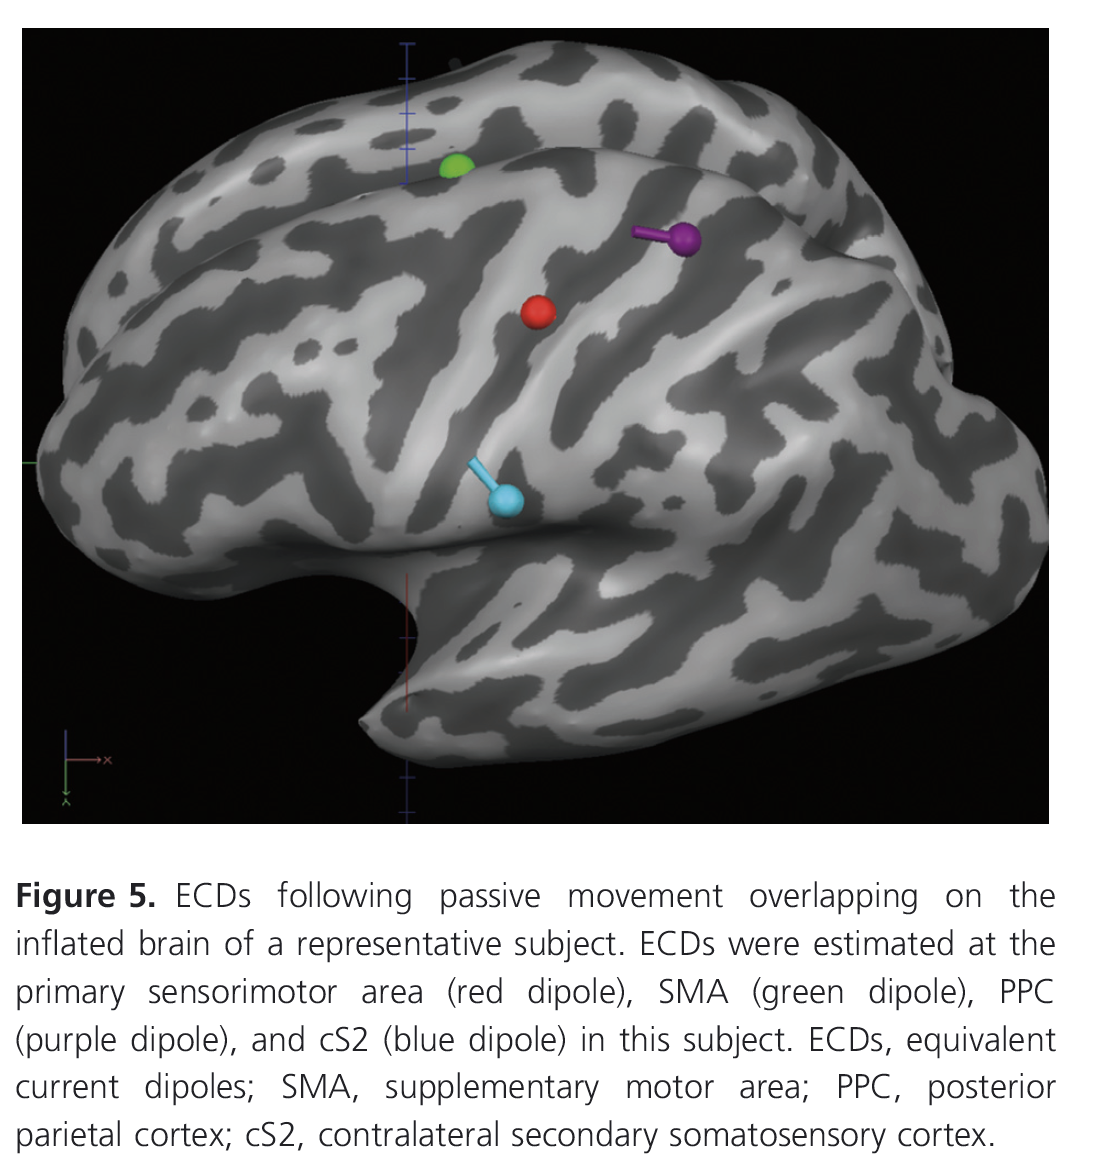 x
Y
Figure 5. ECDs following passive movement overlapping on the
inflated brain of a representative subject. ECDs were estimated at the
primary sensorimotor area (red dipole), SMA (green dipole), PPC
(purple dipole), and cS2 (blue dipole) in this subject. ECDs, equivalent
current dipoles; SMA, supplementary motor area; PPC, posterior
parietal cortex; cS2, contralateral secondary somatosensory cortex.